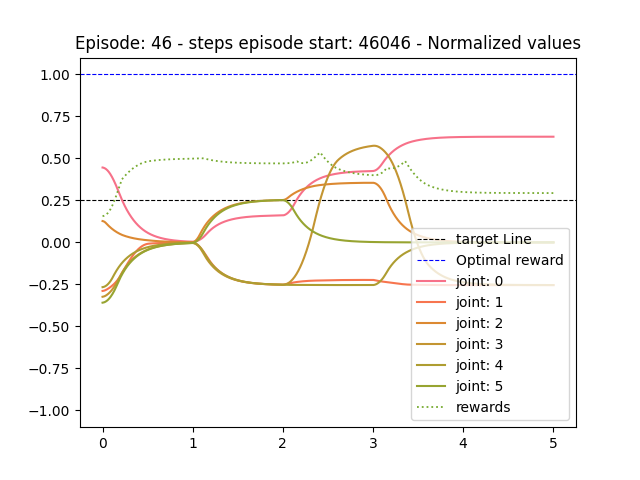 Episode: 46 - steps episode start: 46046 - Normalized values
1.00
0.75
0.50
0.25
0.00
−0.25
−0.50
−0.75
−1.00
0 1 2 3 4 5
target Line
Optimal reward
joint: 0
joint: 1
joint: 2
joint: 3
joint: 4
joint: 5
rewards